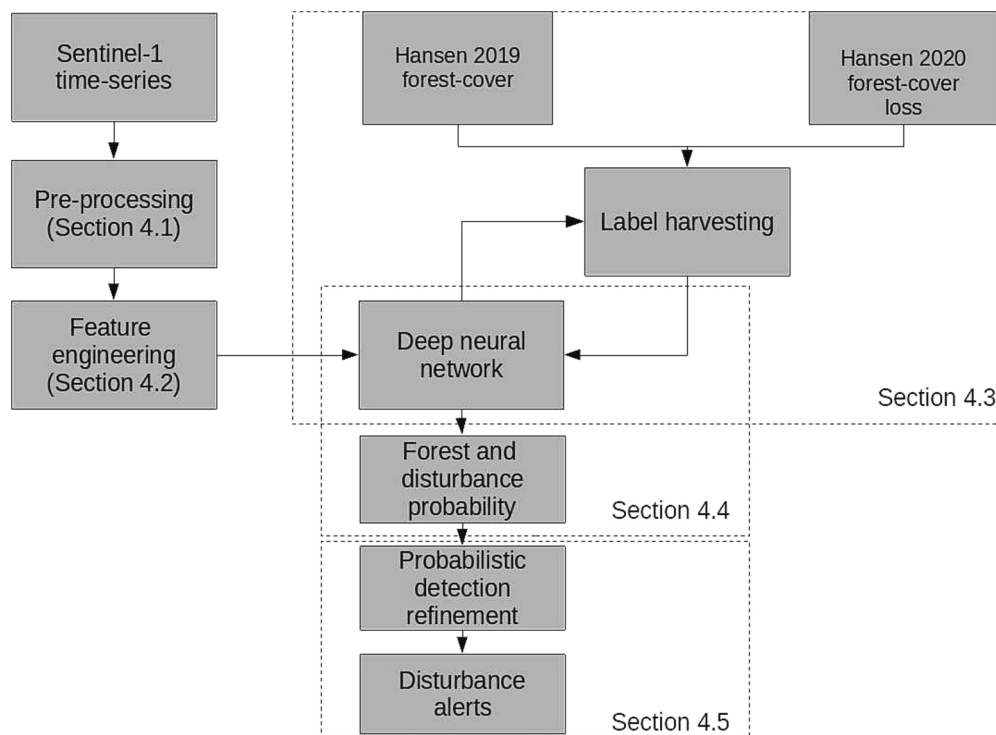 Sentinel-1
time-series
Pre-processing
(Section 4.1)
Feature
engineering
(Section 4.2)
Hansen 2019
forest-cover
Hansen 2020
forest-cover
loss
Label harvesting
Deep neural
network
Section 4.3
Forest and
disturbance
probability
Section 4.4
Probabilistic
detection
refinement
Disturbance
alerts
Section 4.5